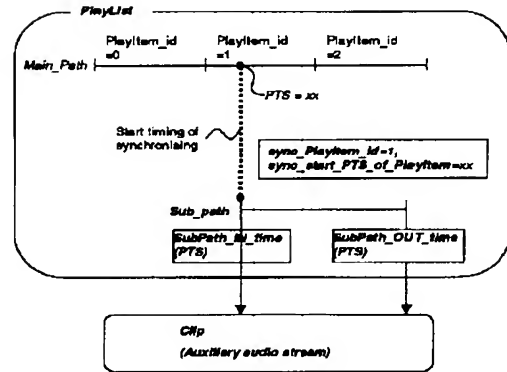 PlayList
PlayItem_id
=0
PlayItem_id
=1
PlayItem_id
=2
Main_Path
PTS = xx
Start timing of
synchronising
sync_PlayItem_id=1,
sync_start_PTS_of_PlayItem=xx
Sub_path
SubPath_IN_time
(PTS)
SubPath_OUT_time
(PTS)
Clip
(Auxiliary audio stream)